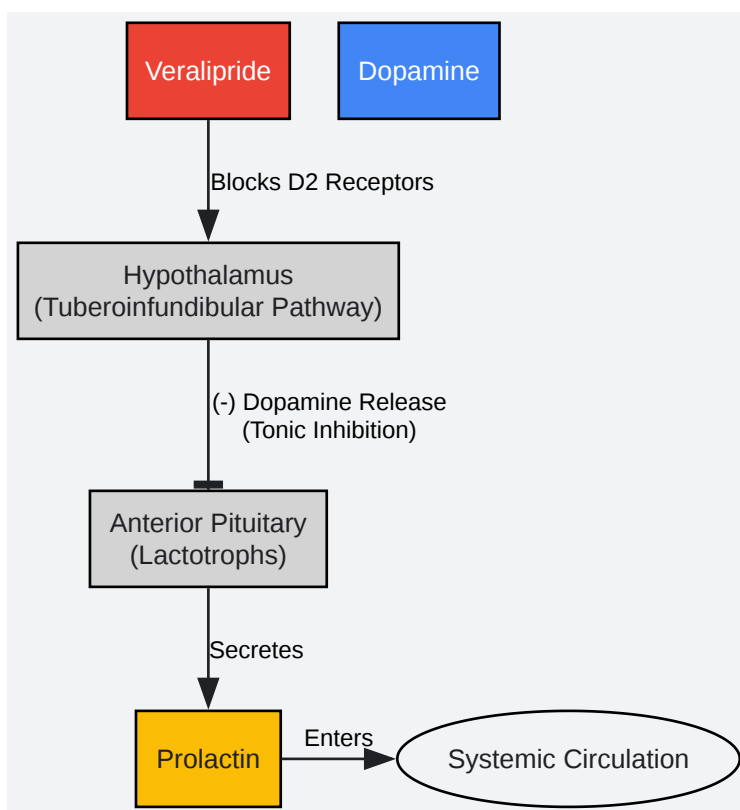 Veralipride
Dopamine
Blocks D2 Receptors
Hypothalamus
(Tuberoinfundibular Pathway)
(-) Dopamine Release
(Tonic Inhibition)
Anterior Pituitary
(Lactotrophs)
Secretes
Prolactin
Enters
Systemic Circulation